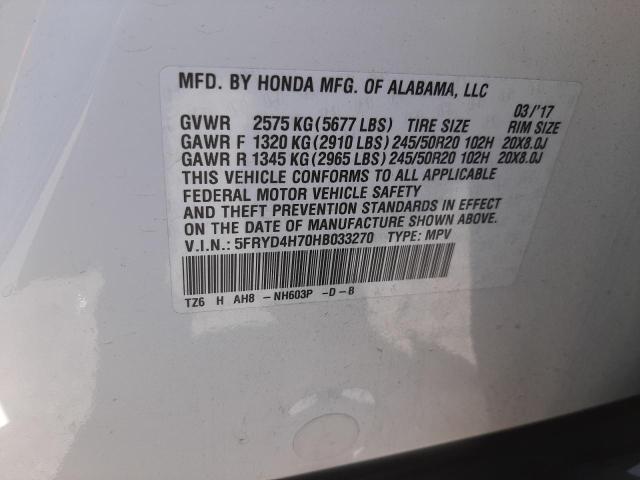 MFD. BY HONDA MFG. OF ALABAMA, LLC
03/'17
GVWR 2575 KG(5677 LBS) TIRE SIZE RIM SIZE
GAWR F 1320 KG(2910 LBS)245/50R20 102H 20X8.0J
GAWR R 1345 KG(2965 LBS)245/50R20 102H 20X8.0J
THIS VEHICLE CONFORMS TO ALL APPLICABLE
FEDERAL MOTOR VEHICLE SAFETY
AND THEFT PREVENTION STANDARDS IN EFFECT
ON THE DATE OF MANUFACTURE SHOWN ABOVE.
V.I.N.: 5FRYD4H70HB033270 TYPE: MPV
TZ6 H AH8 -NH603P -D-B